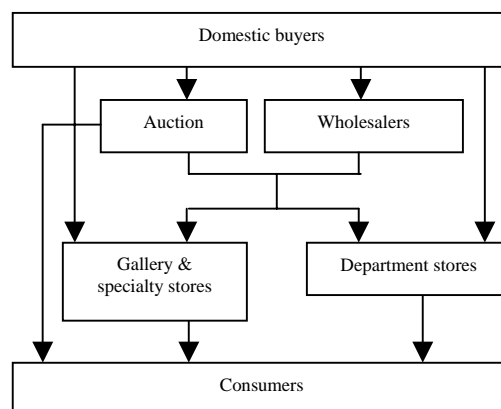 Domestic buyers
Auction
Wholesalers
Gallery &
specialty stores
Department stores
Consumers